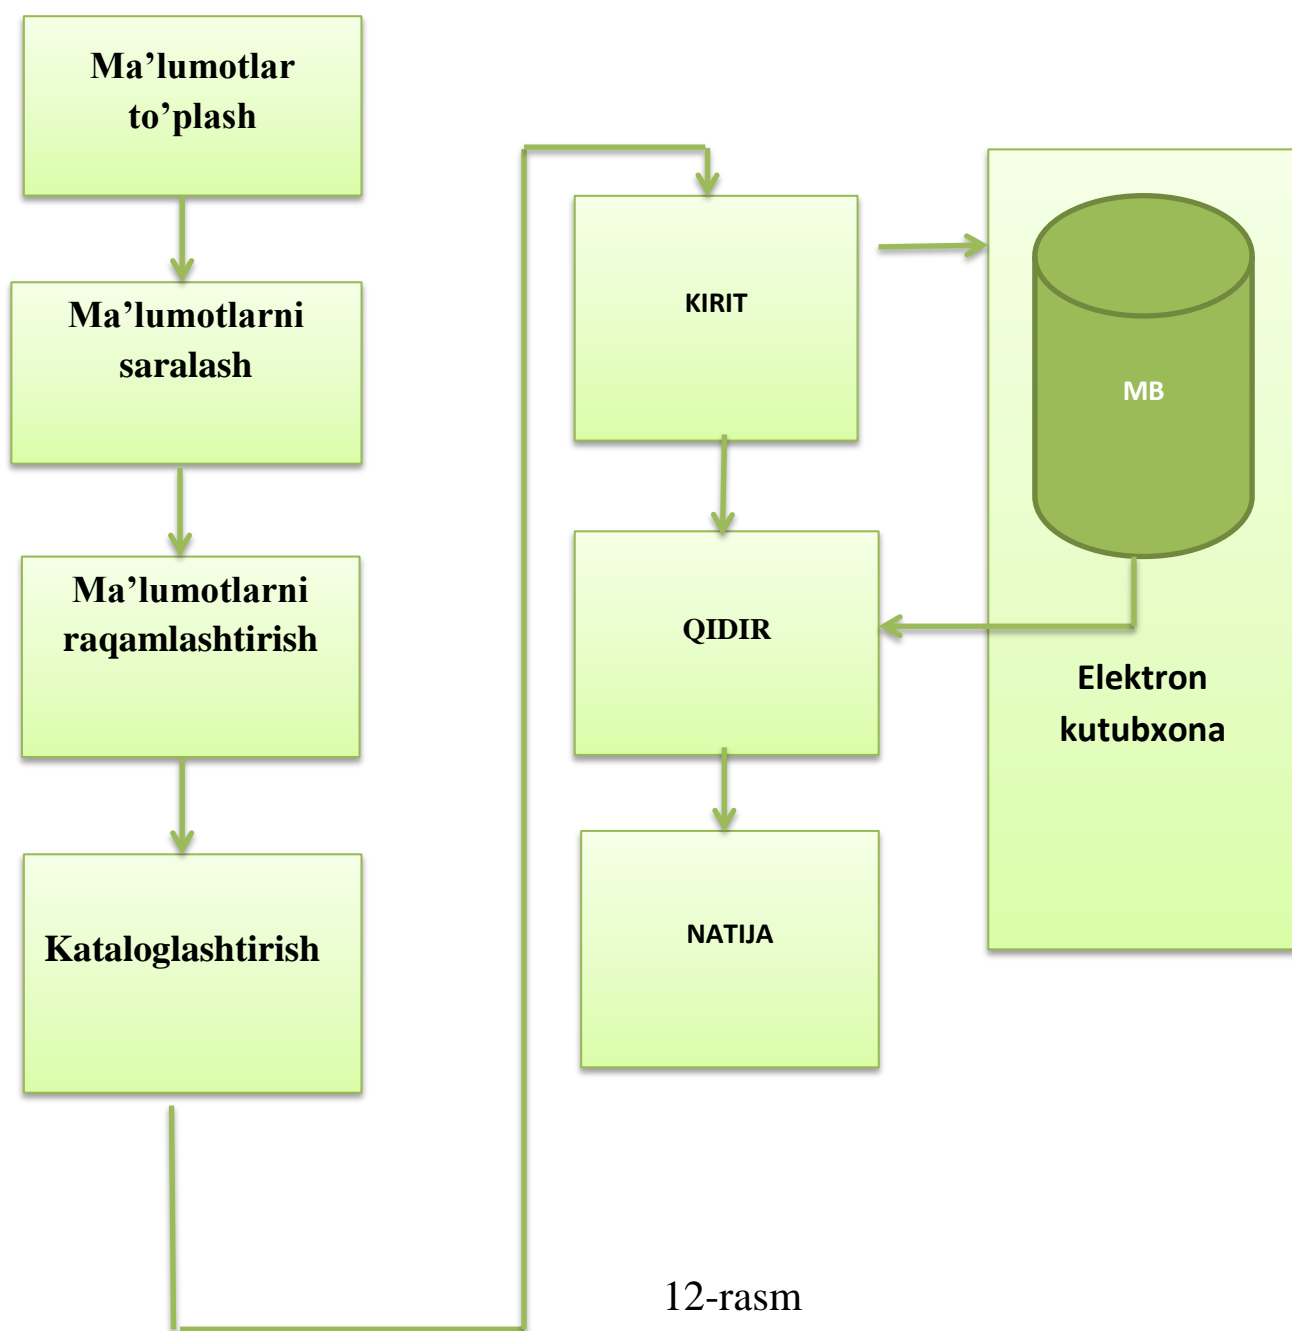 Ma’lumotlar
to’plash
Ma’lumotlarni
saralash
Ma’lumotlarni
raqamlashtirish
Kataloglashtirish
KIRIT
QIDIR
NATIJA
MB
Elektron
kutubxona
12-rasm